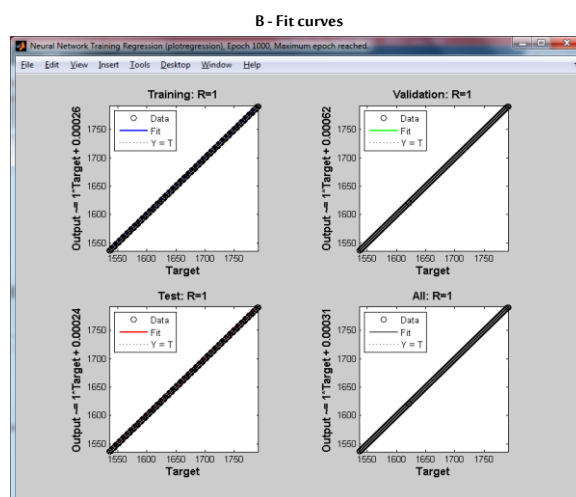 B - Fit curves
Neural Network Training Regression (plotregression), Epoch 1000, Maximum epoch reached.
File Edit View Insert Tools Desktop Window Help
Training: R=1
Output ~= 1*Target + 0.00026
Data
Fit
Y = T
1750
1700
1650
1600
1550
1550 1600 1650 1700 1750
Target
Validation: R=1
Output ~= 1*Target + 0.00062
Data
Fit
Y = T
1750
1700
1650
1600
1550
1550 1600 1650 1700 1750
Target
Test: R=1
Output ~= 1*Target + 0.00024
Data
Fit
Y = T
1750
1700
1650
1600
1550
1550 1600 1650 1700 1750
Target
All: R=1
Output ~= 1*Target + 0.00031
Data
Fit
Y = T
1750
1700
1650
1600
1550
1550 1600 1650 1700 1750
Target